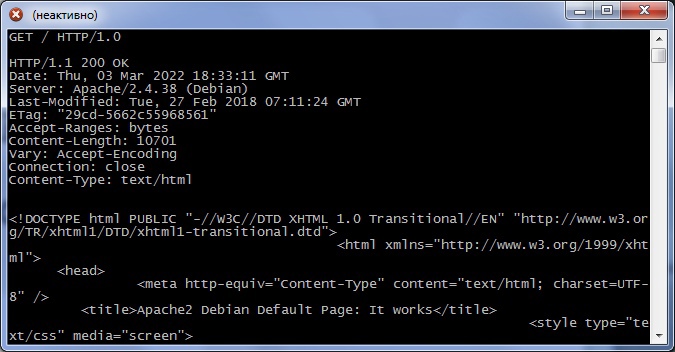 (неактивно)
GET / HTTP/1.0
HTTP/1.1 200 OK
Date: Thu, 03 Mar 2022 18:33:11 GMT
Server: Apache/2.4.38 (Debian)
Last-Modified: Tue, 27 Feb 2018 07:11:24 GMT
ETag: "29cd-5662c55968561"
Accept-Ranges: bytes
Content-Length: 10701
Vary: Accept-Encoding
Connection: close
Content-Type: text/html
<!DOCTYPE html PUBLIC "-//W3C//DTD XHTML 1.0 Transitional//EN" "http://www.w3.or
g/TR/xhtml1/DTD/xhtml1-transitional.dtd">
<html xmlns="http://www.w3.org/1999/xht
ml">
<head>
<meta http-equiv="Content-Type" content="text/html; charset=UTF-
8" />
<title>Apache2 Debian Default Page: It works</title>
<style type="te
xt/css" media="screen">